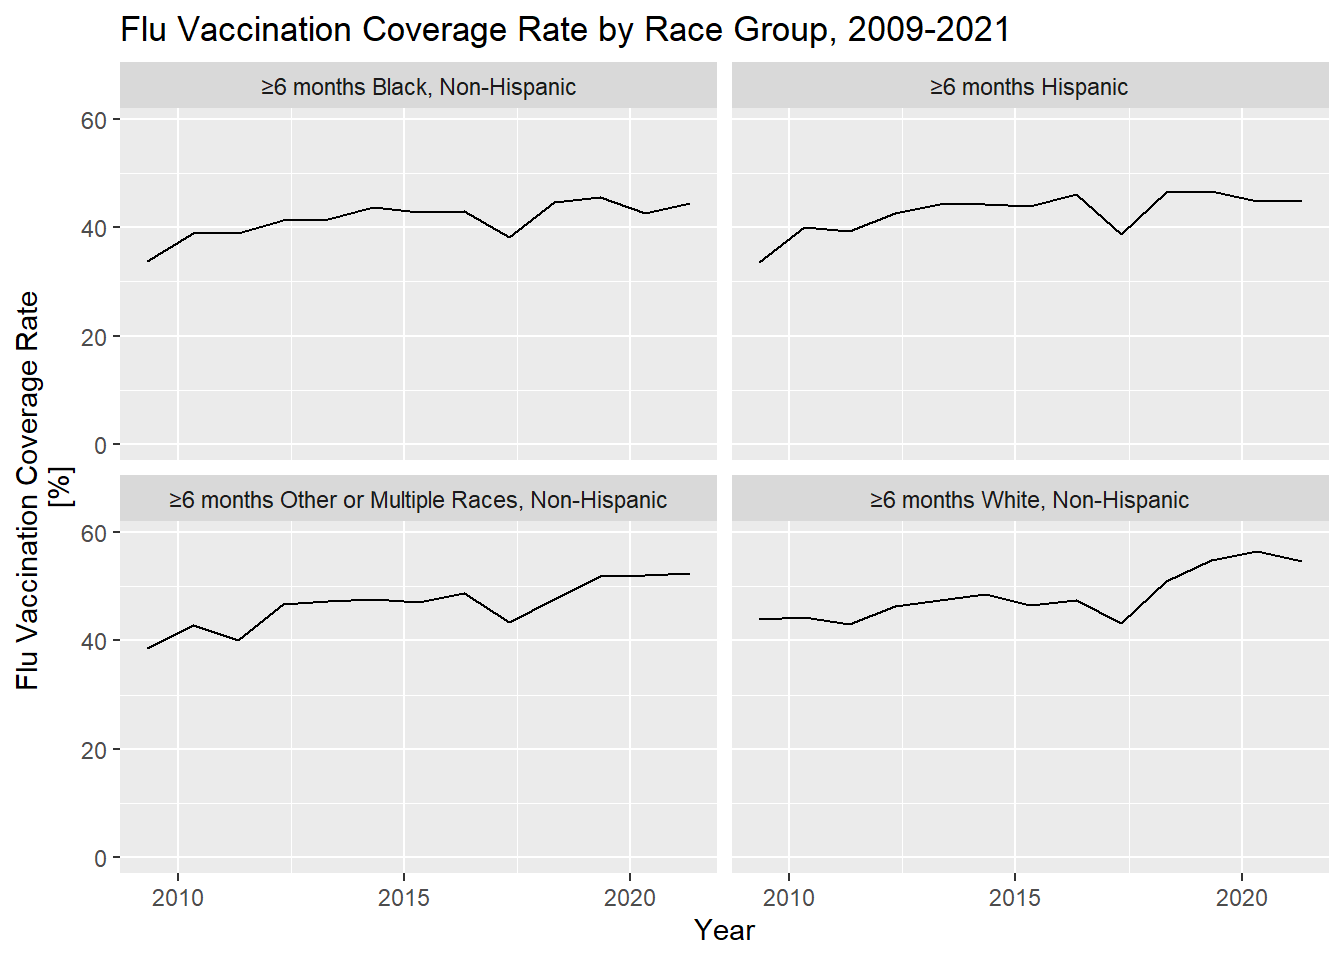 Flu Vaccination Coverage Rate by Race Group, 2009-2021
≥6 months Black, Non-Hispanic
≥6 months Hispanic
60
40
20
0
≥6 months Other or Multiple Races, Non-Hispanic
≥6 months White, Non-Hispanic
60
40
20
0
Flu Vaccination Coverage Rate
[%]
2010
2015
2020
2010
2015
2020
Year